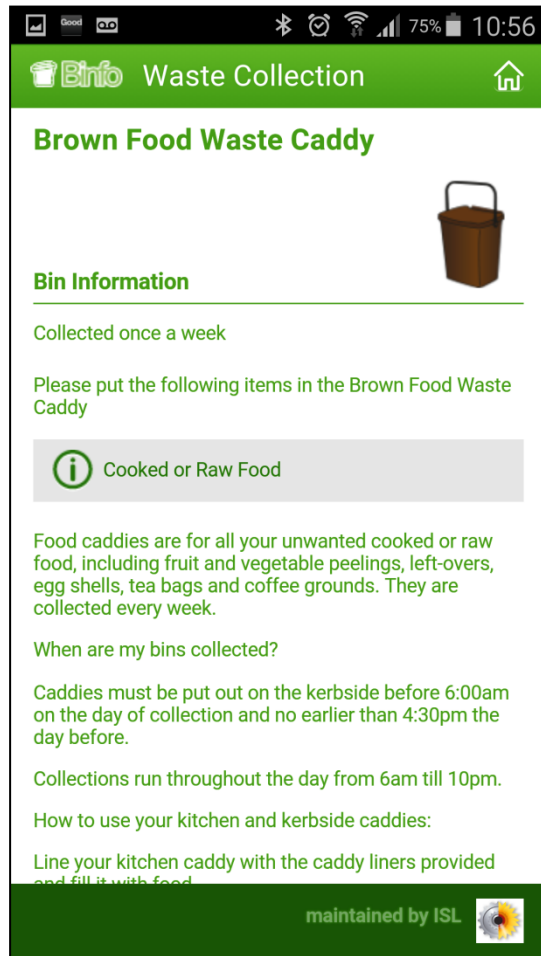 Good
75% 10:56
Binfo Waste Collection
Brown Food Waste Caddy
Bin Information
Collected once a week
Please put the following items in the Brown Food Waste
Caddy
Cooked or Raw Food
Food caddies are for all your unwanted cooked or raw
food, including fruit and vegetable peelings, left-overs,
egg shells, tea bags and coffee grounds. They are
collected every week.
When are my bins collected?
Caddies must be put out on the kerbside before 6:00am
on the day of collection and no earlier than 4:30pm the
day before.
Collections run throughout the day from 6am till 10pm.
How to use your kitchen and kerbside caddies:
Line your kitchen caddy with the caddy liners provided
and fill it with food
maintained by ISL